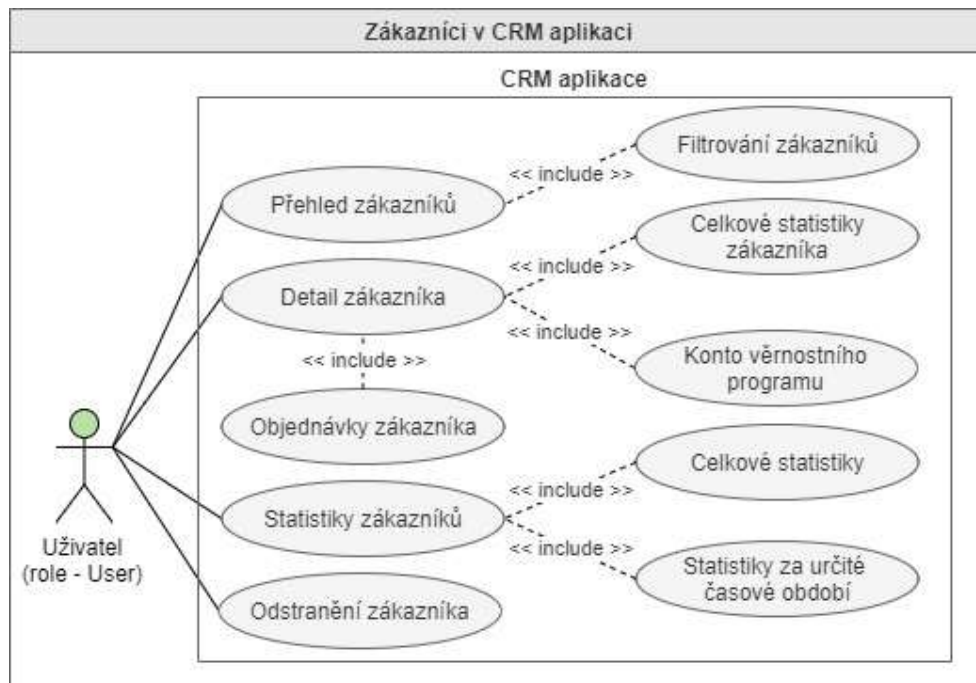 Zákazníci v CRM aplikaci
CRM aplikace
Filtrování zákazníků
<< include >>
Přehled zákazníků
Celkové statistiky
zákazníka
<< include >>
Detail zákazníka
<< include >>
<< include >>
Konto věrnostního
programu
Objednávky zákazníka
Celkové statistiky
<< include >>
Statistiky zákazníků
<< include >>
Uživatel
(role - User)
Statistiky za určité
časové období
Odstranění zákazníka